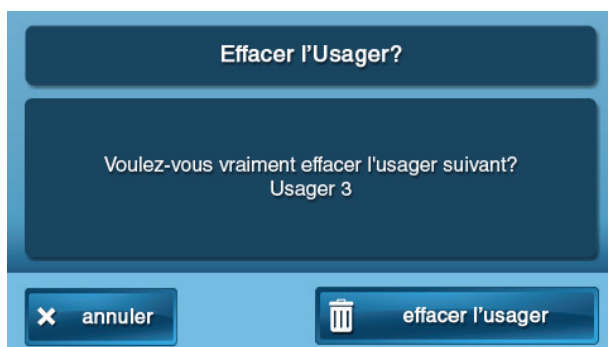 Effacer l'Usager?
Voulez-vous vraiment effacer l'usager suivant?
Usager 3
annuler
effacer l'usager